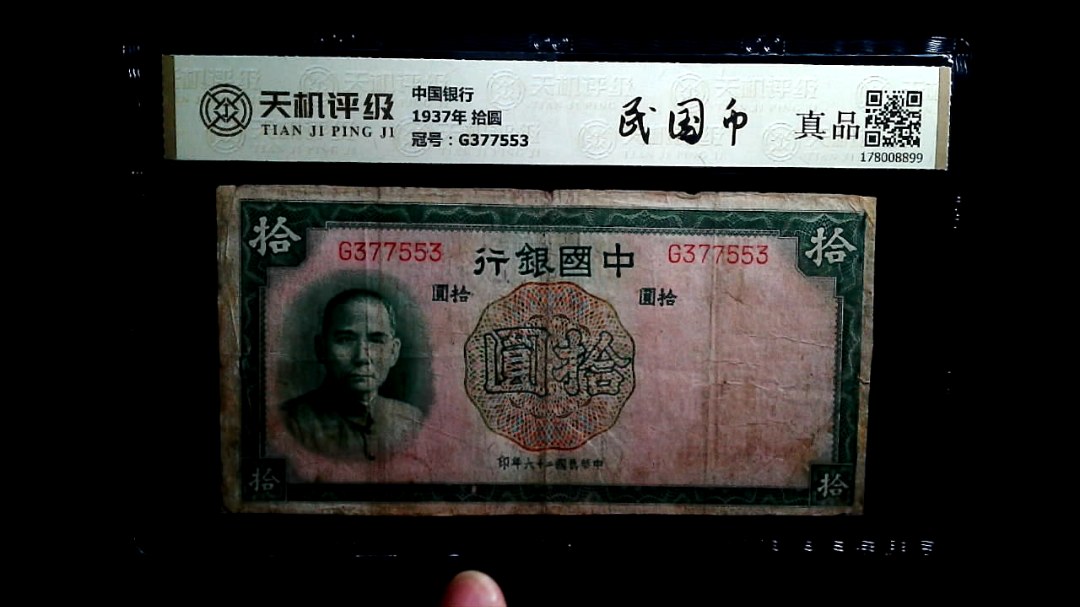 天机评级
TIAN JI PING JI
中国银行
1937年 拾圆
冠号：G377553
民国币
真品
178008899
拾
拾
G377553
行銀國中
G377553
圓拾
圓拾
圓拾
印年六十二國民華中
拾
拾